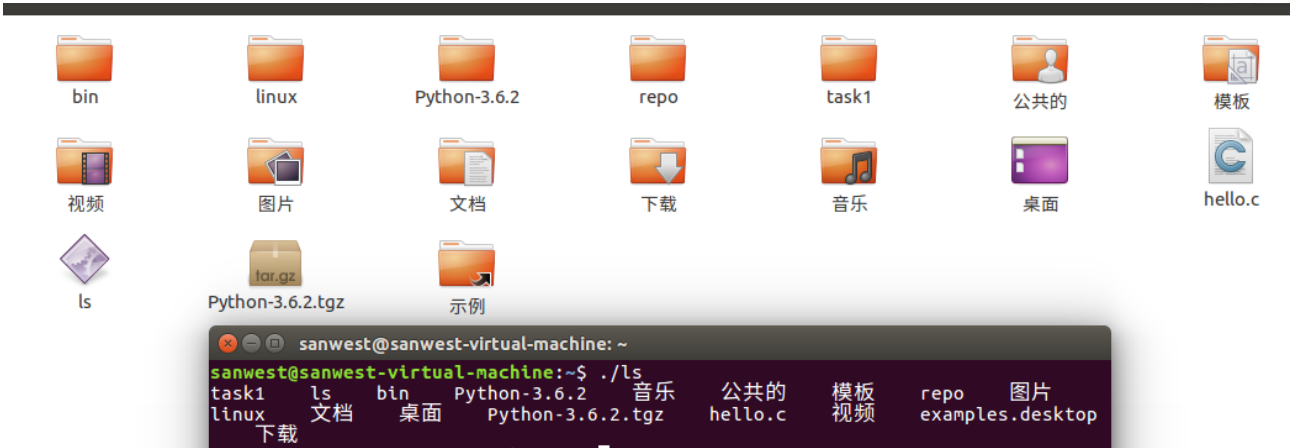 bin linux Python-3.6.2 repo task1 公共的 模板
视频 图片 文档 下载 音乐 桌面 hello.c
tar.gz
ls Python-3.6.2.tgz 示例
sanwest@sanwest-virtual-machine: ~
sanwest@sanwest-virtual-machine:~$ ./ls
task1 ls bin Python-3.6.2 音乐 公共的 模板 repo 图片
linux 文档 桌面 Python-3.6.2.tgz hello.c 视频 examples.desktop
下载